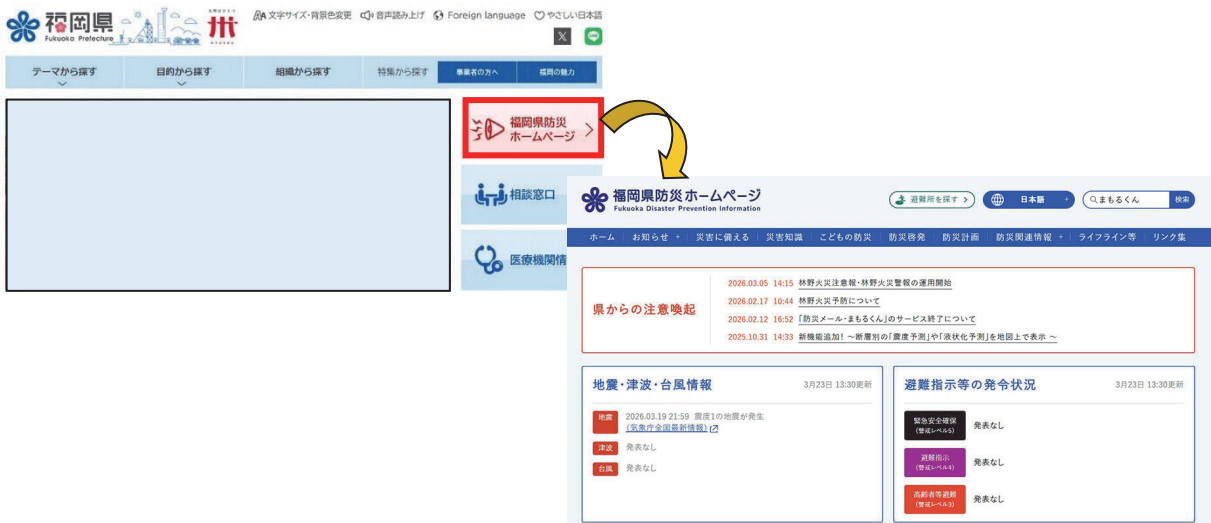 福岡県
Fukuoka Prefecture
文字サイズ・背景色変更 音声読み上げ Foreign language やさしい日本語
テーマから探す 目的から探す 組織から探す 特集から探す 事業者の方へ 福岡の魅力
福岡県防災
ホームページ
相談窓口
医療機関情
福岡県防災ホームページ
Fukuoka Disaster Prevention Information
避難所を探す 日本語 まもるくん 検索
ホーム お知らせ + 災害に備える 災害知識 こどもの防災 防災啓発 防災計画 防災関連情報 + ライフライン等 リンク集
県からの注意喚起
2026.03.05 14:15 林野火災注意報・林野火災警報の運用開始
2026.02.17 10:44 林野火災予防について
2026.02.12 16:52 「防災メール・まもるくん」のサービス終了について
2025.10.31 14:33 新機能追加! ～断層別の「震度予測」や「液状化予測」を地図上で表示 ～
地震・津波・台風情報 3月23日 13:30更新
地震 2026.03.19 21:59 震度1の地震が発生
(気象庁全国最新情報)
津波 発表なし
台風 発表なし
避難指示等の発令状況 3月23日 13:30更新
緊急安全確保
(警戒レベル5)
発表なし
避難指示
(警戒レベル4)
発表なし
高齢者等避難
(警戒レベル3)
発表なし